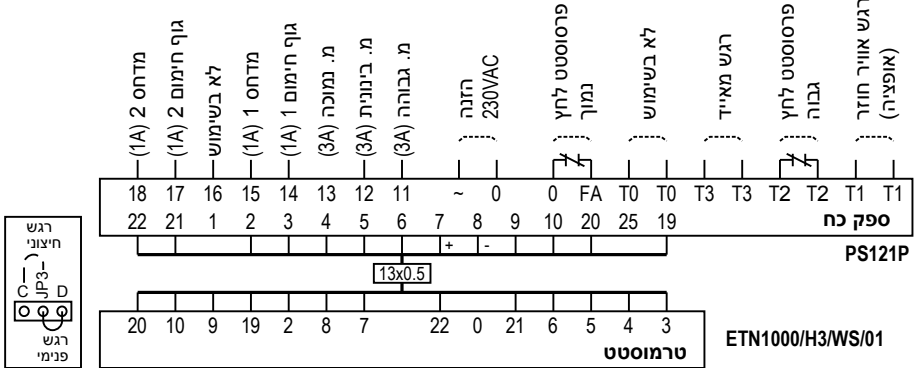 מדחס 2 (1A)
גוף חימום 2 (1A)
לא בשימוש
מדחס 1 (1A)
גוף חימום 1 (1A)
מ. נמוכה (3A)
מ. בינונית (3A)
מ. גבוהה (3A)
הזנה
230VAC
פרסוסטט לחץ
נמוך
לא בשימוש
רגש מאייד
פרסוסטט לחץ
גבוה
רגש אוויר חוזר
(אופציה)
18 17 16 15 14 13 12 11 ~ 0 0 FA T0 T0 T3 T3 T2 T2 T1 T1
22 21 1 2 3 4 5 6 7 8 9 10 20 25 19 ספק כח
+ -
PS121P
13x0.5
רגש
חיצוני
C JP3 D
רגש
פנימי
20 10 9 19 2 8 7 22 0 21 6 5 4 3
טרמוסטט
ETN1000/H3/WS/01